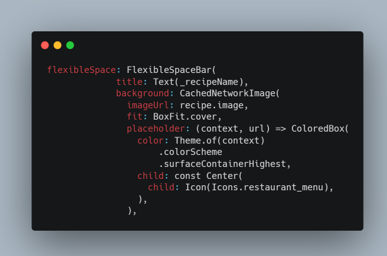 flexibleSpace: FlexibleSpaceBar(
title: Text(_recipeName),
background: CachedNetworkImage(
imageUrl: recipe.image,
fit: BoxFit.cover,
placeholder: (context, url) => ColoredBox(
color: Theme.of(context)
.colorScheme
.surfaceContainerHighest,
child: const Center(
child: Icon(Icons.restaurant_menu),
),
),